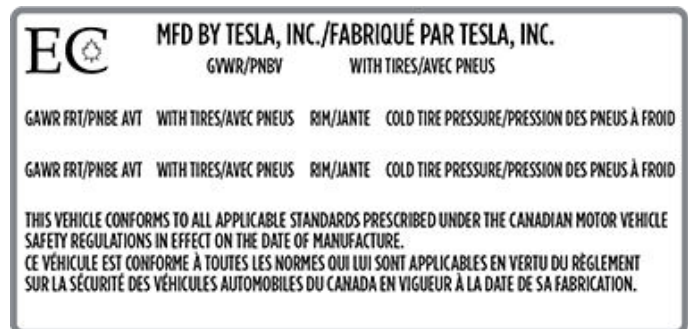 EC
MFD BY TESLA, INC./FABRIQUÉ PAR TESLA, INC.
GVWR/PNBV WITH TIRES/AVEC PNEUS
GAWR FRT/PNBE AVT WITH TIRES/AVEC PNEUS RIM/JANTE COLD TIRE PRESSURE/PRESSION DES PNEUS À FROID
GAWR FRT/PNBE AVT WITH TIRES/AVEC PNEUS RIM/JANTE COLD TIRE PRESSURE/PRESSION DES PNEUS À FROID
THIS VEHICLE CONFORMS TO ALL APPLICABLE STANDARDS PRESCRIBED UNDER THE CANADIAN MOTOR VEHICLE
SAFETY REGULATIONS IN EFFECT ON THE DATE OF MANUFACTURE.
CE VÉHICULE EST CONFORME À TOUTES LES NORMES QUI LUI SONT APPLICABLES EN VERTU DU RÈGLEMENT
SUR LA SÉCURITÉ DES VÉHICULES AUTOMOBILES DU CANADA EN VIGUEUR À LA DATE DE SA FABRICATION.